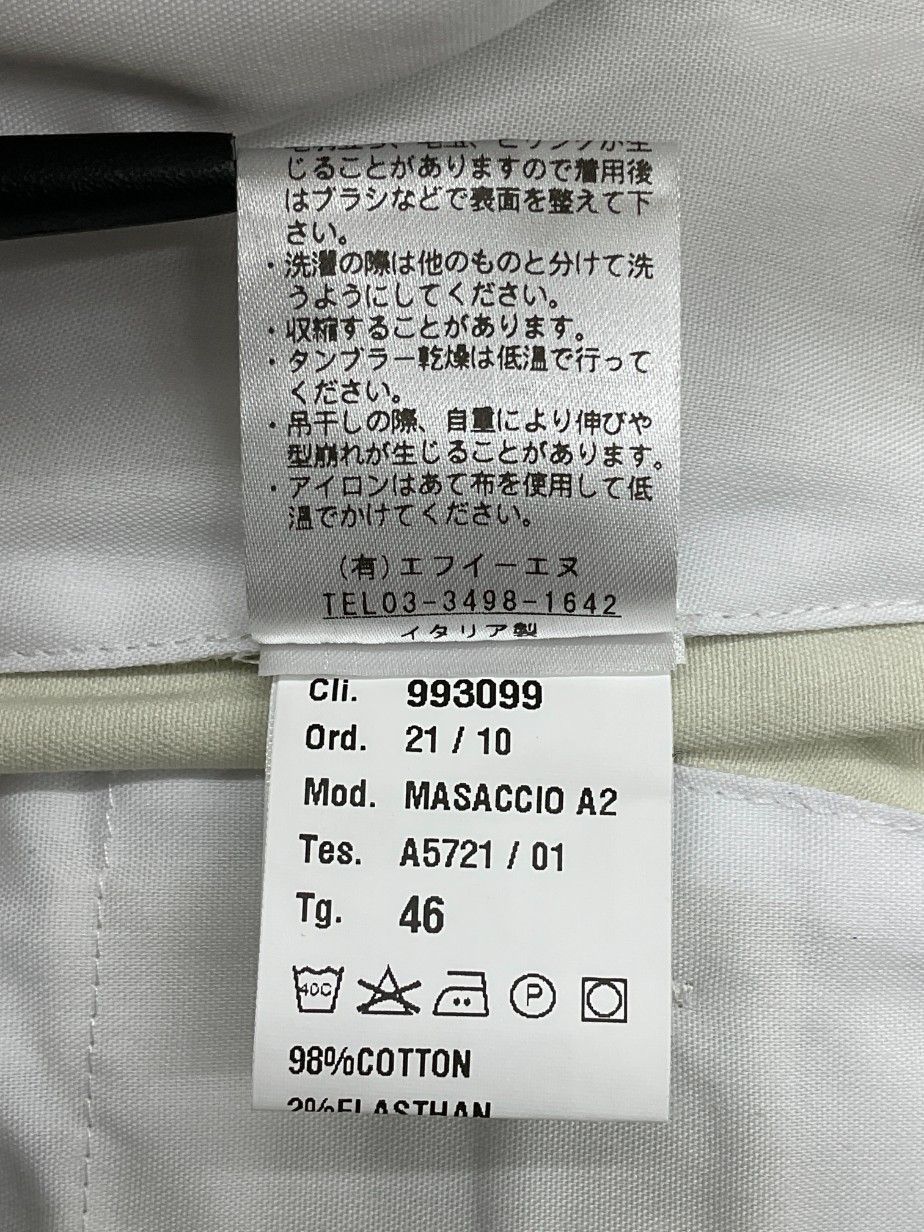 じることがありますので着用後
はブラシなどで表面を整えて下
さい。
・洗濯の際は他のものと分けて洗
うようにしてください。
・収縮することがあります。
・タンブラー乾燥は低温で行って
ください。
・吊干しの際、自重により伸びや
型崩れが生じることがあります。
・アイロンはあて布を使用して低
温でかけてください。
(有)エフイーエヌ
TEL03-3498-1642
イタリア製
Cli. 993099
Ord. 21 / 10
Mod. MASACCIO A2
Tes. A5721 / 01
Tg. 46
40C P
98%COTTON
2%ELASTHAN